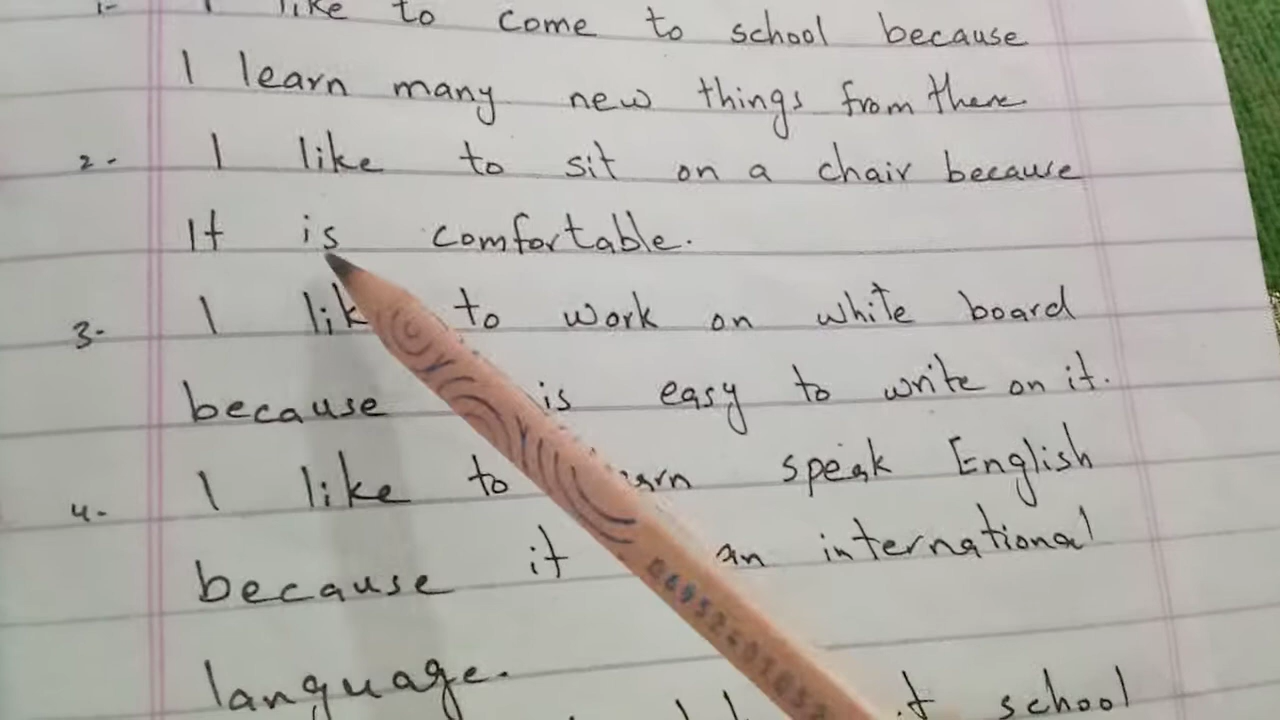 1- I like to come to school because
I learn many new things from there
2- I like to sit on a chair because
It is comfortable.
3- I lik to work on white board
because is easy to write on it.
4- I like to speak English
because it an international
language.
school